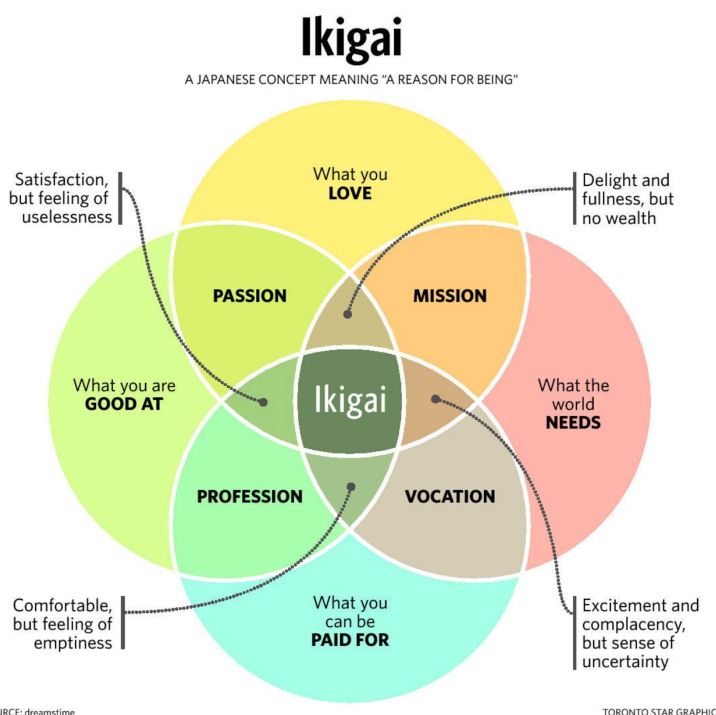 Ikigai
A JAPANESE CONCEPT MEANING “A REASON FOR BEING”
What you
LOVE
Satisfaction,
but feeling of
uselessness
Delight and
fullness, but
no wealth
PASSION
MISSION
What you are
GOOD AT
Ikigai
What the
world
NEEDS
PROFESSION
VOCATION
Comfortable,
but feeling of
emptiness
What you
can be
PAID FOR
Excitement and
complacency,
but sense of
uncertainty
URCE: dreamstime
TORONTO STAR GRAPHIC